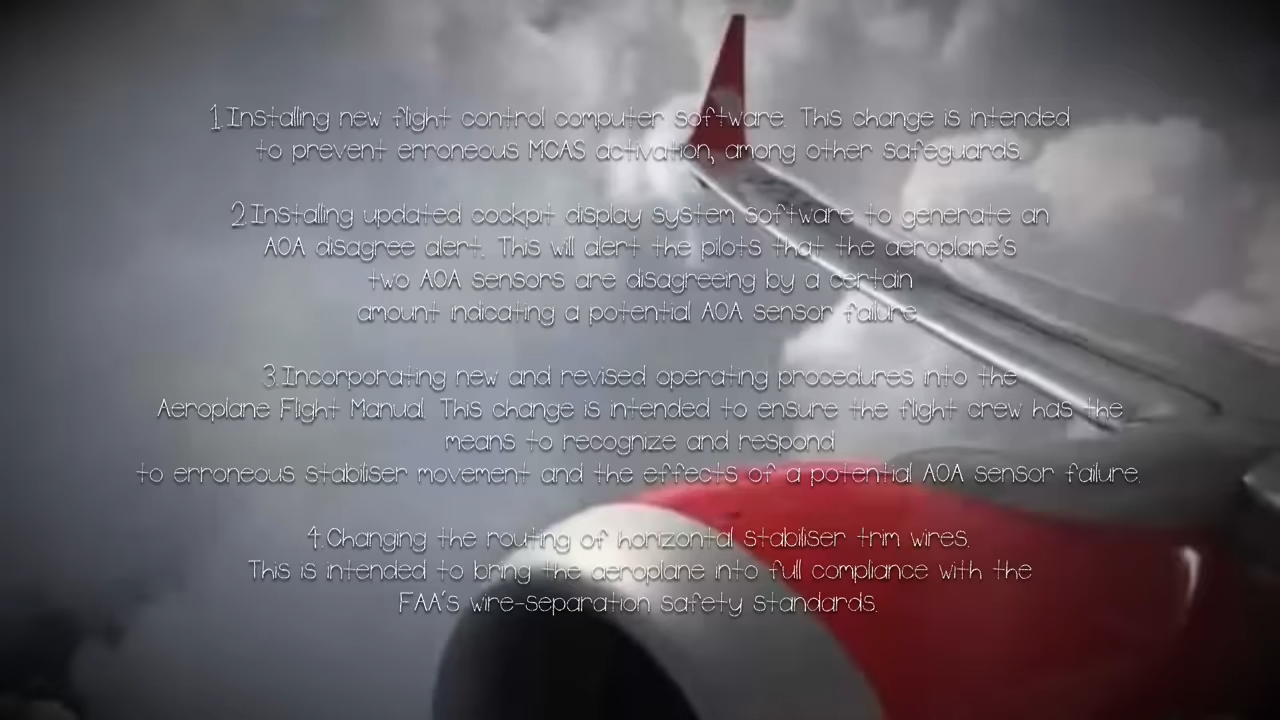 1.Installing new flight control computer software. This change is intended
to prevent erroneous MCAS activation, among other safeguards.
2.Installing updated cockpit display system software to generate an
AOA disagree alert. This will alert the pilots that the aeroplane's
two AOA sensors are disagreeing by a certain
amount indicating a potential AOA sensor failure.
3.Incorporating new and revised operating procedures into the
Aeroplane Flight Manual. This change is intended to ensure the flight crew has the
means to recognize and respond
to erroneous stabiliser movement and the effects of a potential AOA sensor failure.
4.Changing the routing of horizontal stabiliser trim wires.
This is intended to bring the aeroplane into full compliance with the
FAA's wire-separation safety standards.